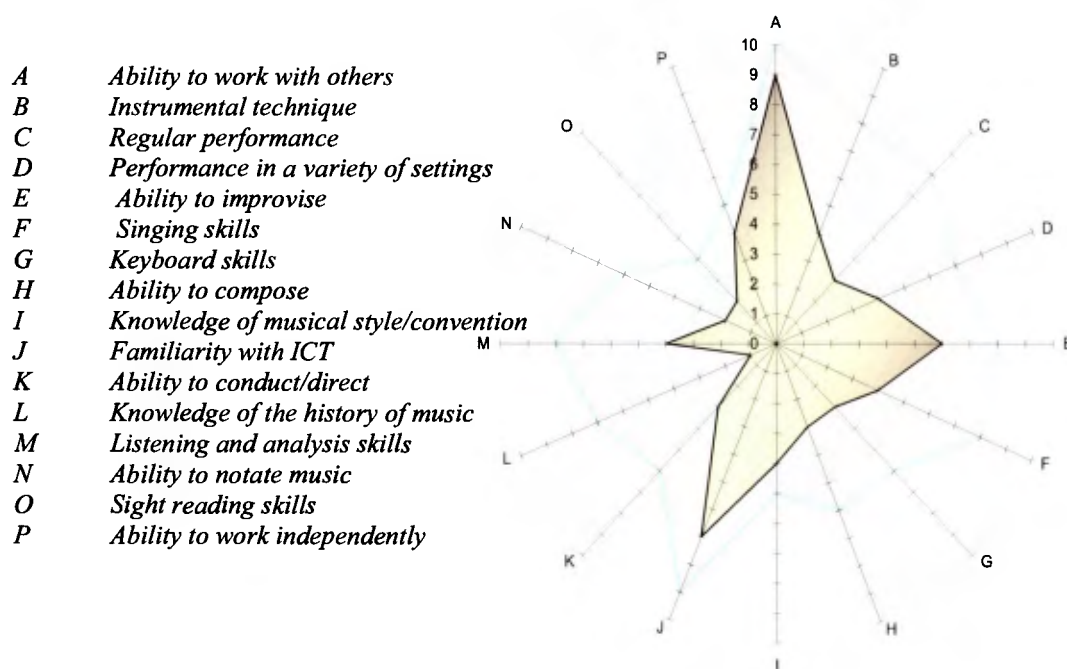 A Ability to work with others
B Instrumental technique
C Regular performance
D Performance in a variety of settings
E Ability to improvise
F Singing skills
G Keyboard skills
H Ability to compose
I Knowledge of musical style/convention
J Familiarity with ICT
K Ability to conduct/direct
L Knowledge of the history of music
M Listening and analysis skills
N Ability to notate music
O Sight reading skills
P Ability to work independently
A
B
C
D
F
G
H
I
J
K
L
M
N
O
P
10
9
8
7
6
5
4
3
2
1
0